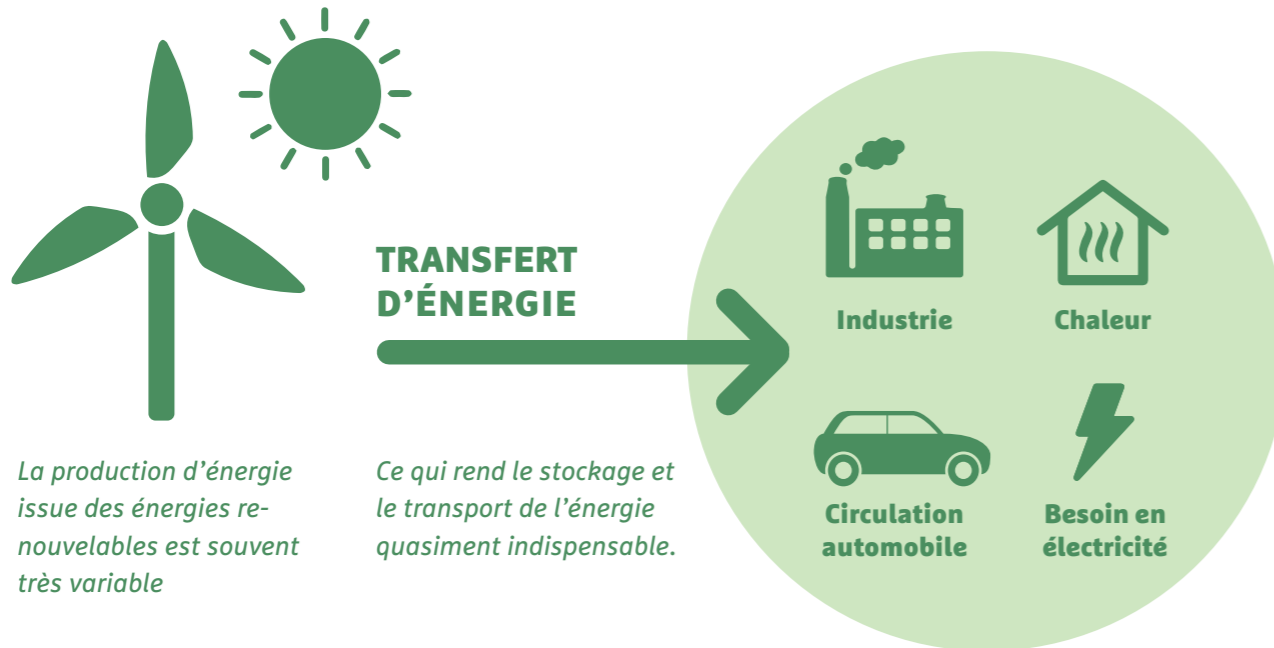 TRANSFERT
D’ÉNERGIE
La production d’énergie
issue des énergies re-
nouvelables est souvent
très variable
Ce qui rend le stockage et
le transport de l’énergie
quasiment indispensable.
Industrie
Chaleur
Circulation
automobile
Besoin en
électricité